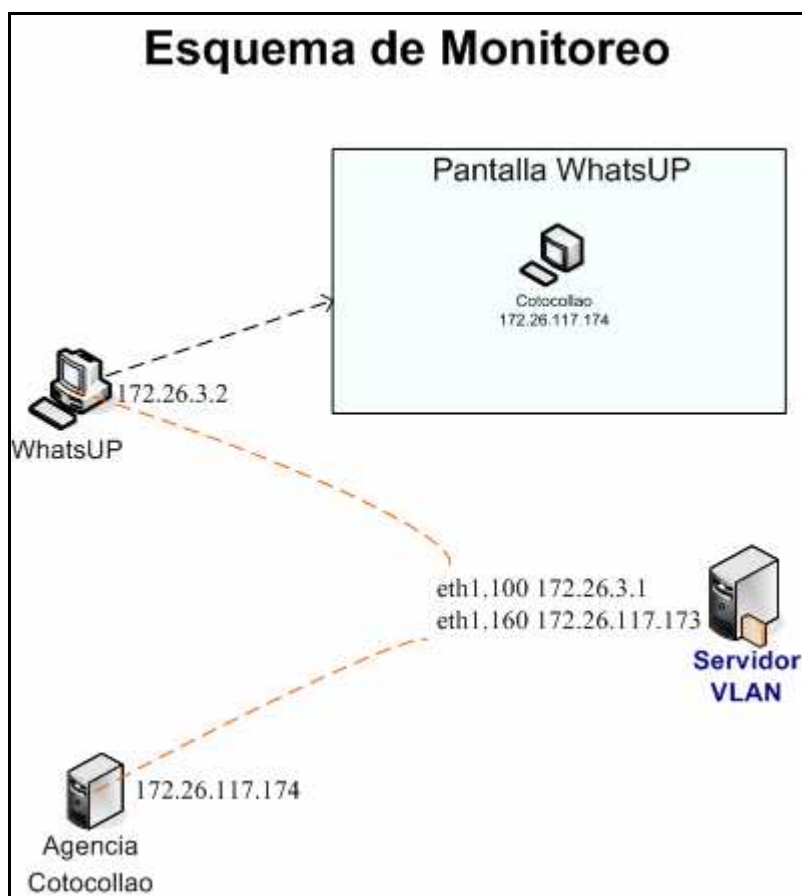 Esquema de Monitoreo
Pantalla WhatsUP
Cotocollao
172.26.117.174
172.26.3.2
WhatsUP
eth1.100 172.26.3.1
eth1.160 172.26.117.173
Servidor
VLAN
172.26.117.174
Agencia
Cotocollao